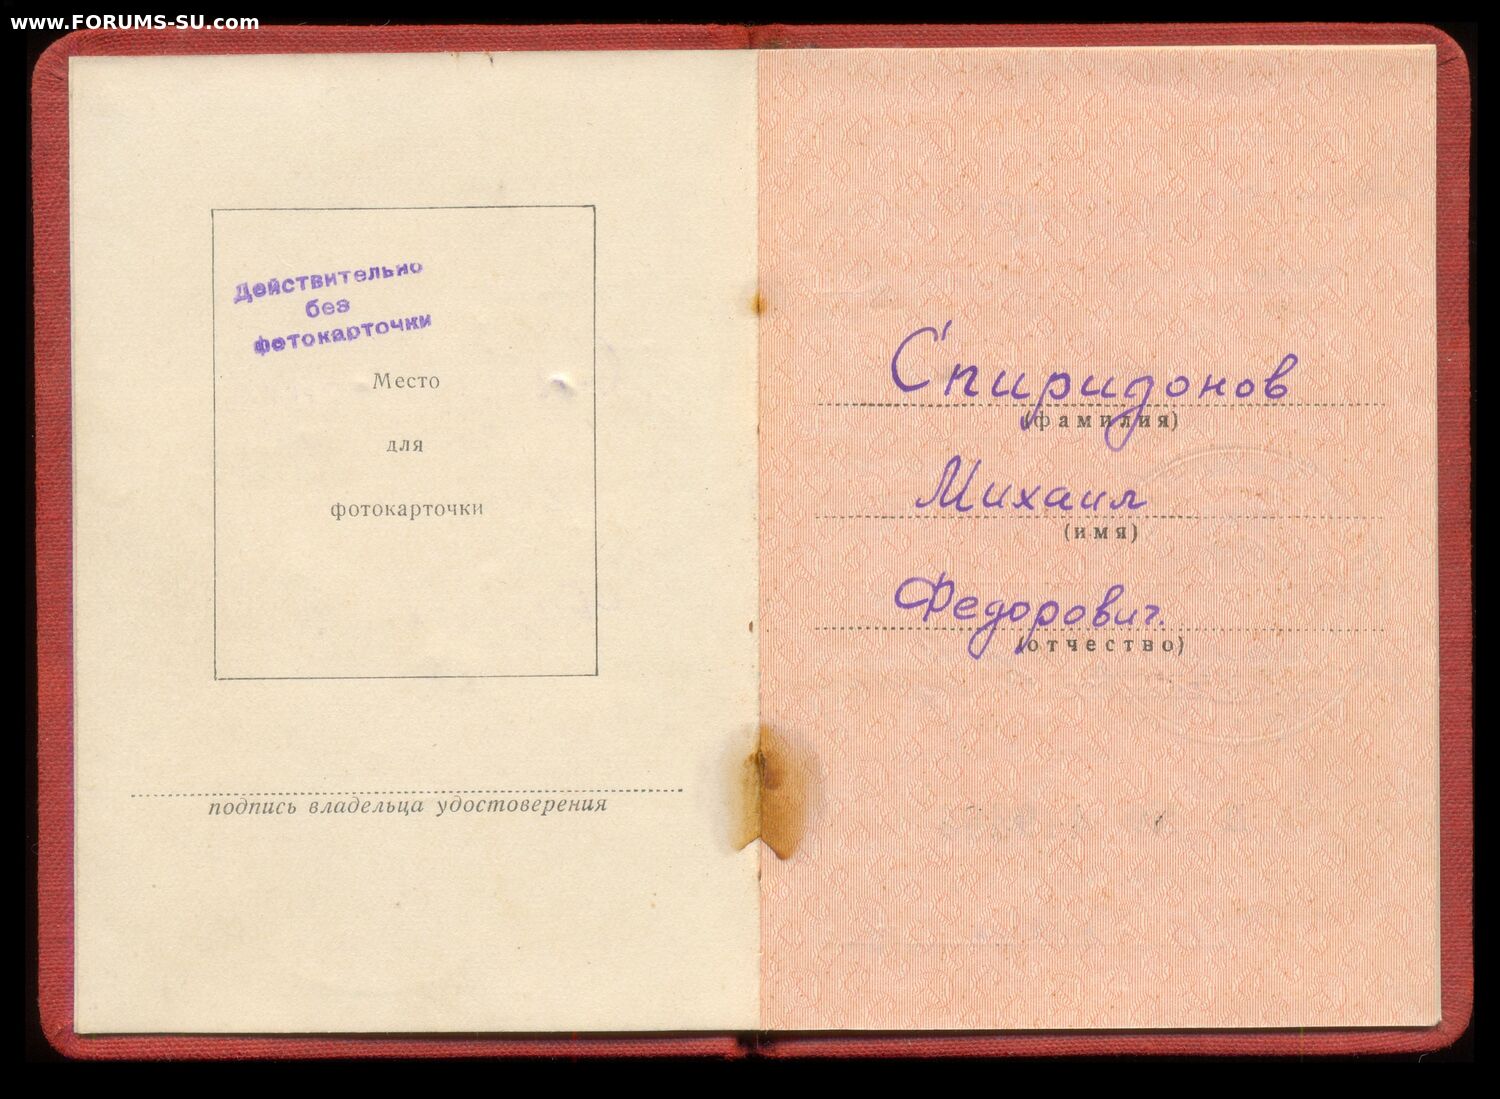 www.FORUMS-SU.com
Действительно
без
фотокарточки
Место
для
фотокарточки
подпись владельца удостоверения
Спиридонов
(фамилия)
Михаил
(имя)
Федорович.
(отчество)